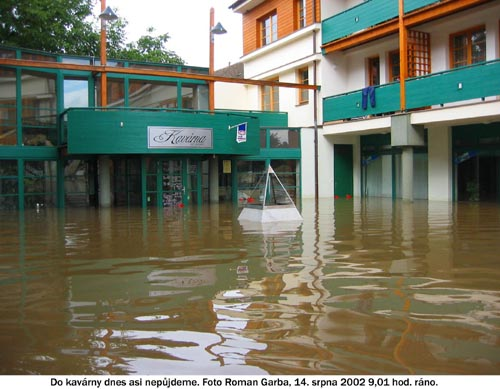 Kavárna
Do kavárny dnes asi nepůjdeme. Foto Roman Garba, 14. srpna 2002 9,01 hod. ráno.